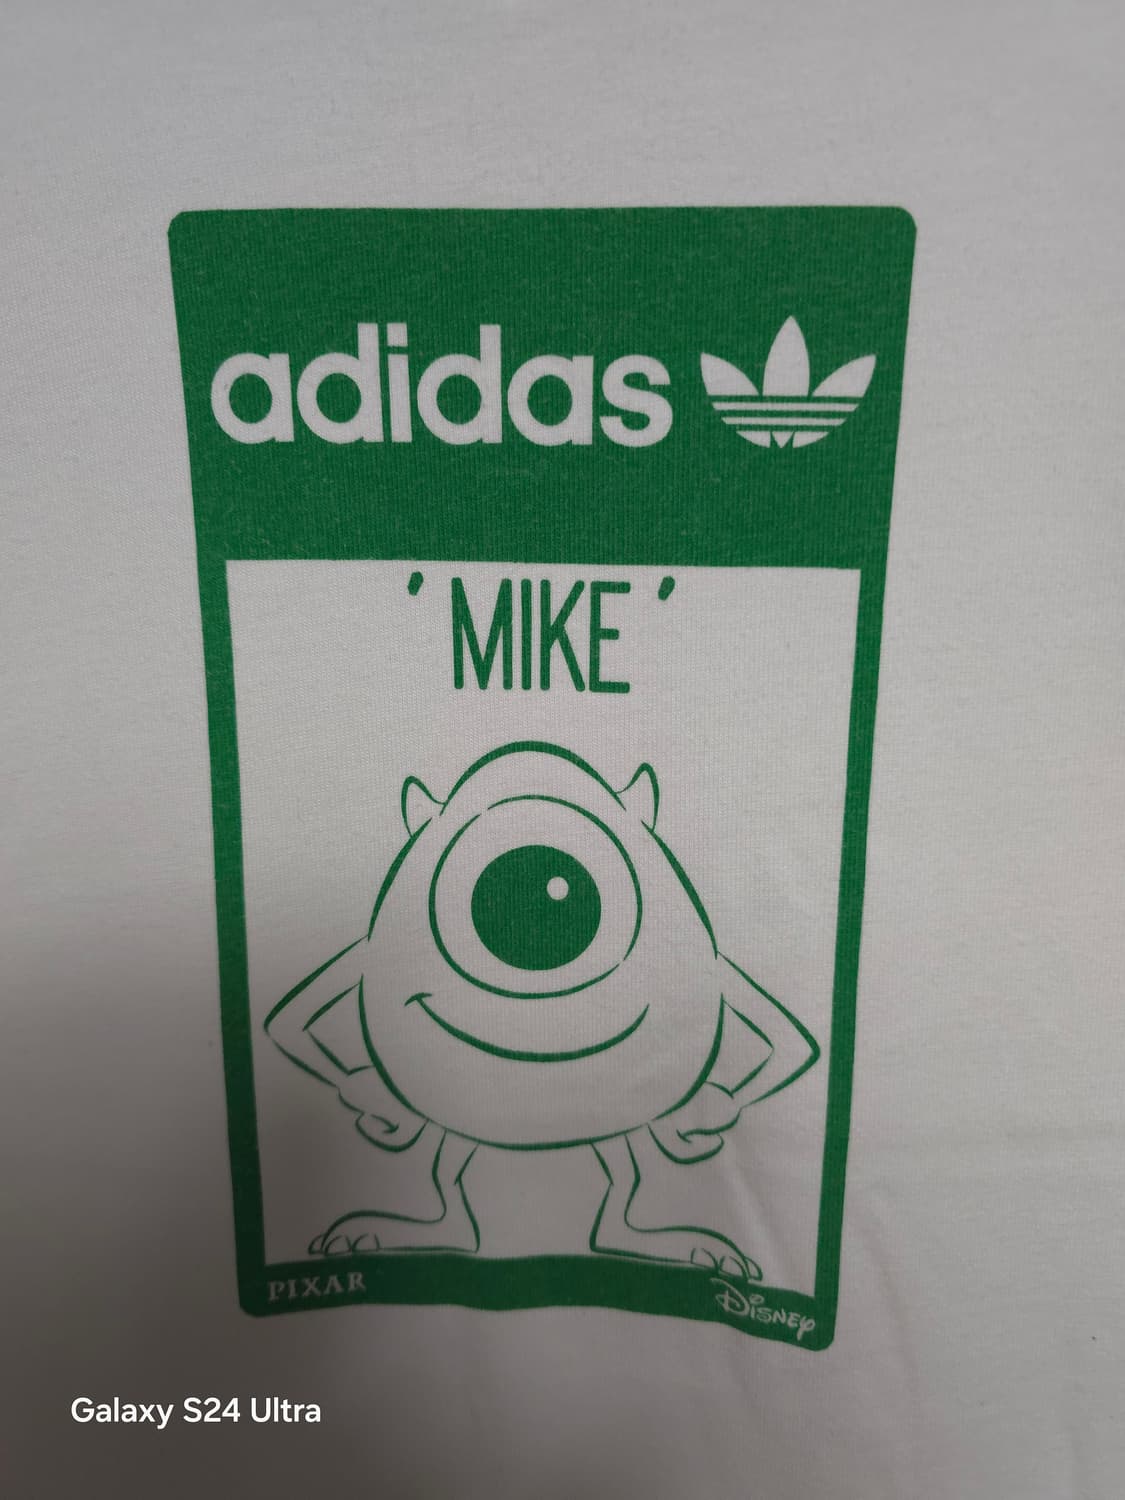 adidas
'MIKE'
PIXAR
Disney
Galaxy S24 Ultra